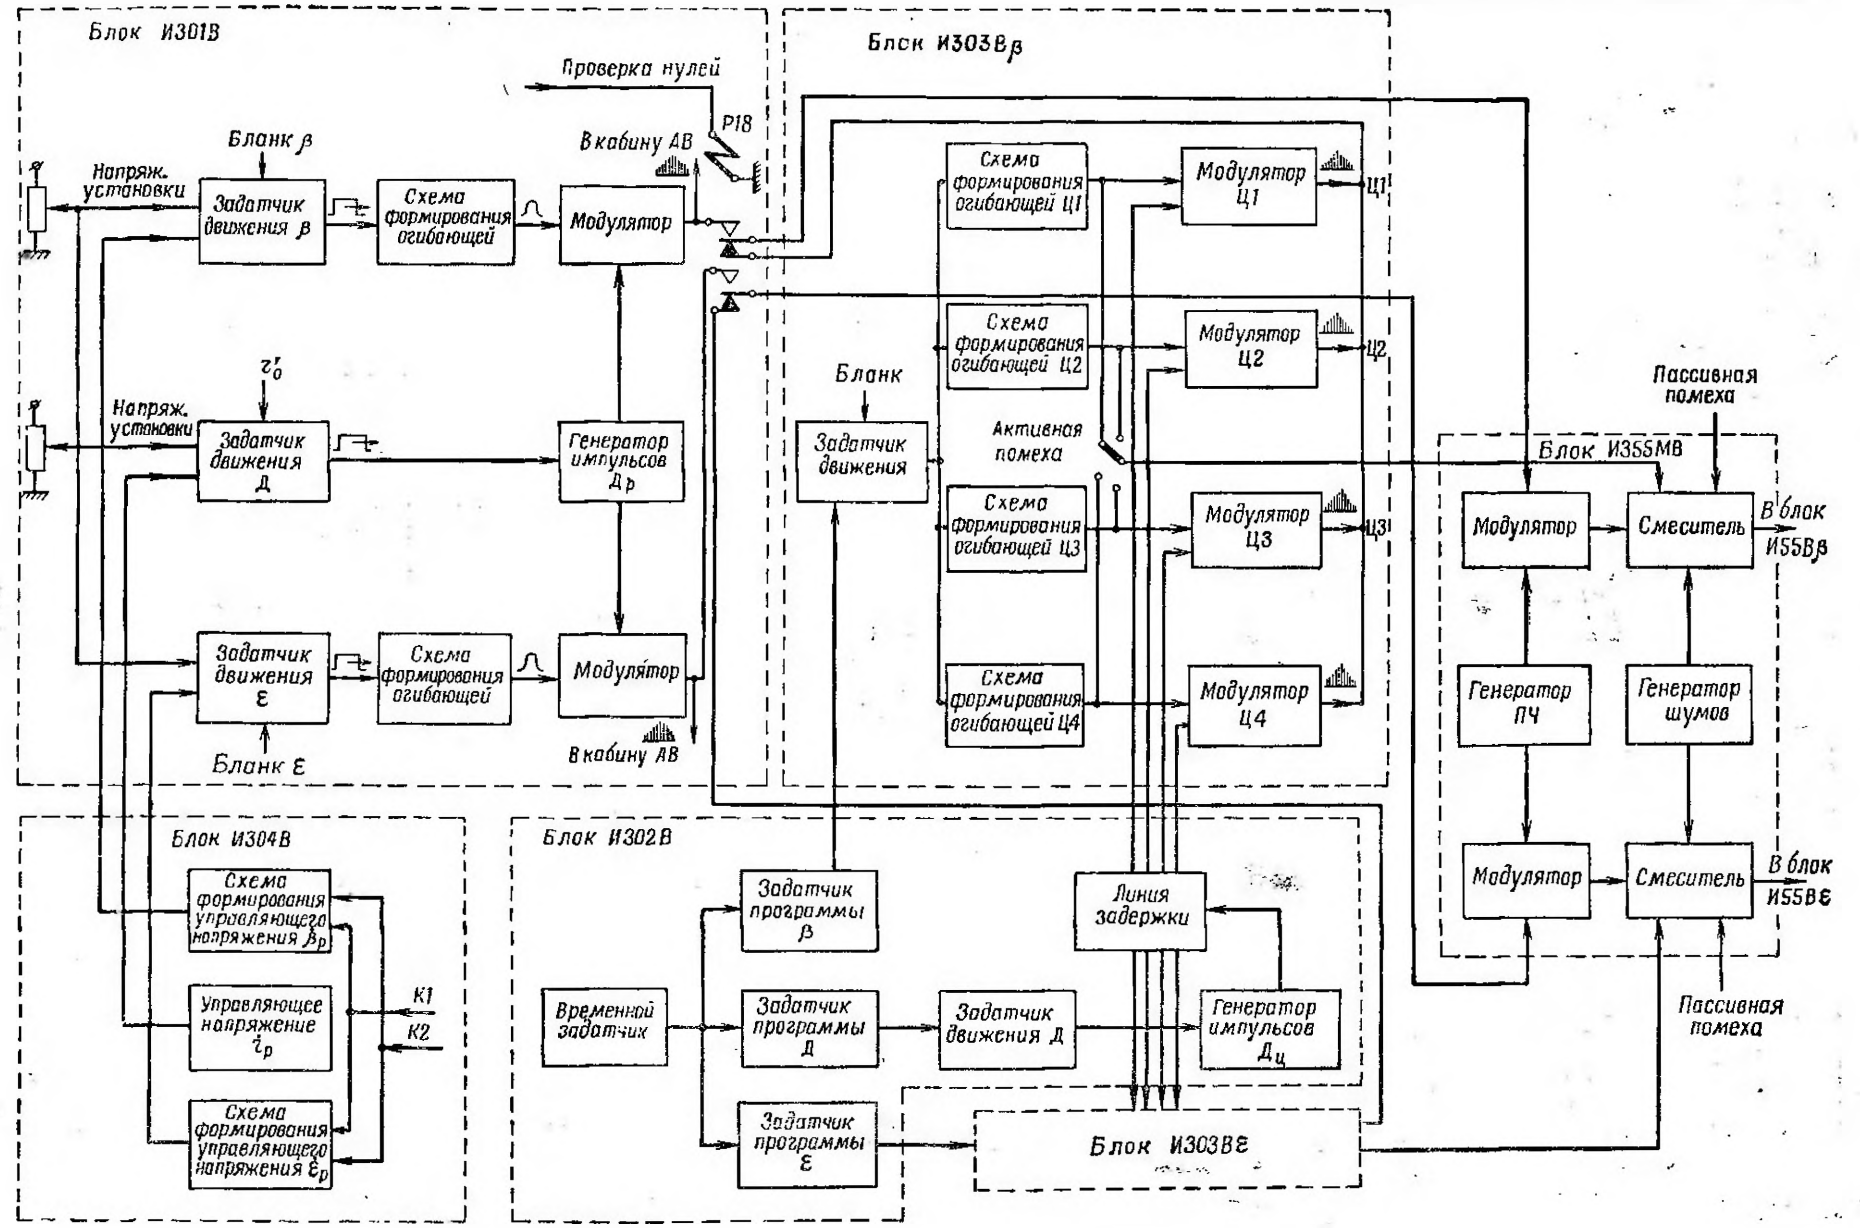 Блок И301В
Проверка нулей
Р18
В кабину АВ
Бланк β
Напряж.
установки
Задатчик
движения β
Схема
формирования
огибающей
Модулятор
τ'₀
Напряж.
установки
Задатчик
движения
Д
Генератор
импульсов
Др
Задатчик
движения
ε
Схема
формирования
огибающей
Модулятор
Бланк ε
В кабину АВ
Блок И303Вβ
Схема
формирования
огибающей Ц1
Модулятор
Ц1
Ц1
Схема
формирования
огибающей Ц2
Модулятор
Ц2
Ц2
Бланк
Задатчик
движения
Активная
помеха
Схема
формирования
огибающей Ц3
Модулятор
Ц3
Ц3
Схема
формирования
огибающей Ц4
Модулятор
Ц4
Пассивная
помеха
Блок И355МВ
Модулятор
Смеситель
В блок
И55Вβ
Генератор
ПЧ
Генератор
шумов
Модулятор
Смеситель
В блок
И55Вε
Пассивная
помеха
Блок И304В
Схема
формирования
управляющего
напряжения βр
Управляющее
напряжение
τр
К1
К2
Схема
формирования
управляющего
напряжения εр
Блок И302В
Задатчик
программы
β
Линия
задержки
Временной
задатчик
Задатчик
программы
Д
Задатчик
движения Д
Генератор
импульсов
Дц
Задатчик
программы
ε
Блок И303Вε